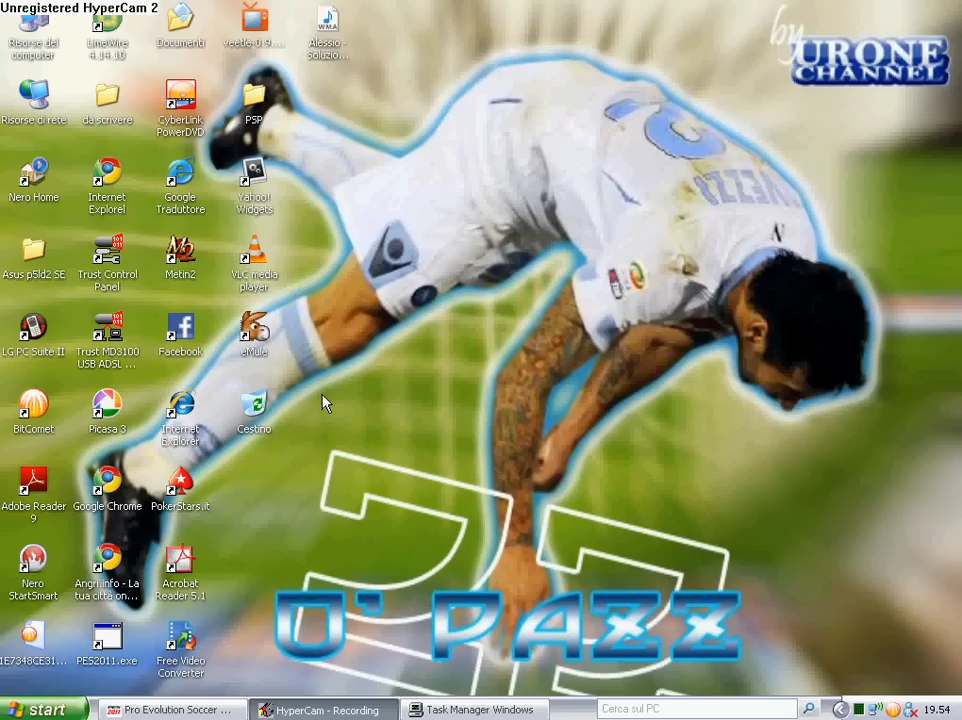 Unregistered HyperCam 2
by
URONE
CHANNEL
Risorse del
computer
LimeWire
4.14.10
Documenti
WMA
Alessio -
Soluzio...
Risorse di rete
da scrivere
CyberLink
PowerDVD
PSP
Nero Home
Internet
Explorel
Google
Traduttore
Yahoo!
Widgets
Asus p5ld2 SE
Trust Control
Panel
Metin2
VLC media
player
LG PC Suite II
Trust MD3100
USB ADSL ...
Facebook
eMule
BitComet
Picasa 3
Internet
Explorer
Cestino
Adobe Reader
9
Google Chrome
PokerStars.it
Nero
StartSmart
Angri.info - La
tua città on...
Acrobat
Reader 5.1
1E7348CE31...
PES2011.exe
Free Video
Converter
22
O' PAZZ
start
Pro Evolution Soccer ...
HyperCam - Recording
Task Manager Windows
Cerca sul PC
19.54